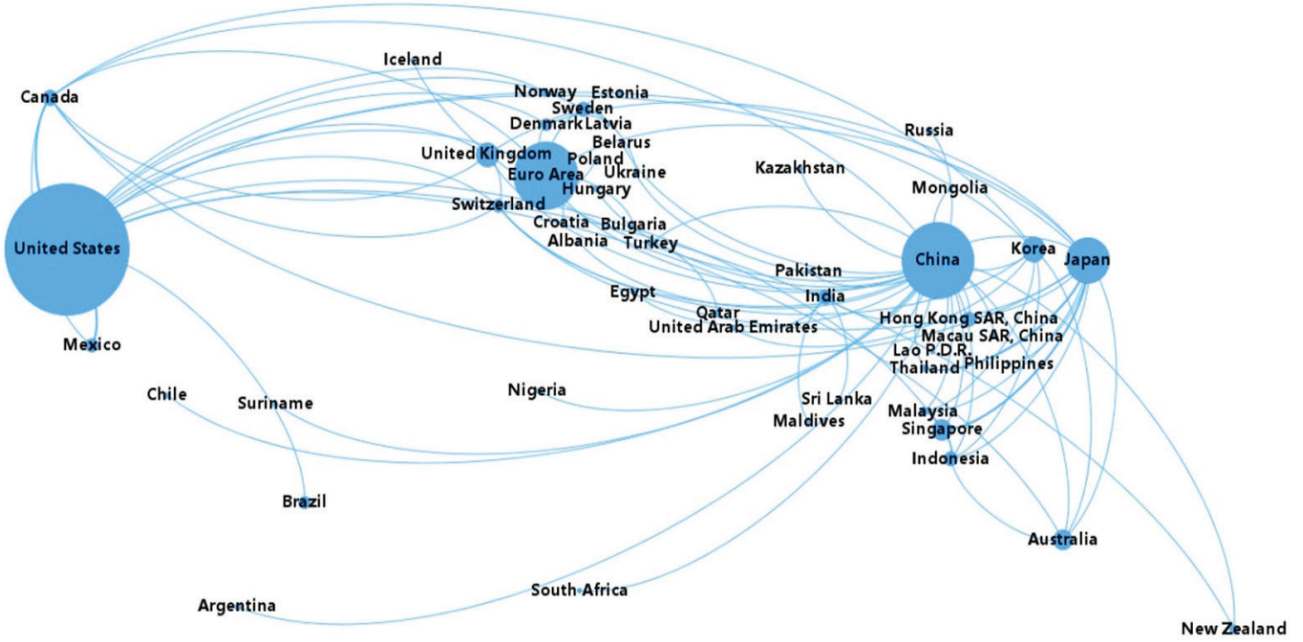 Iceland
Canada
Norway
Estonia
Sweden
Denmark
Latvia
Russia
Belarus
United Kingdom
Poland
Kazakhstan
Euro Area
Ukraine
Hungary
Mongolia
Switzerland
Croatia
Bulgaria
Albania
Turkey
United States
Korea
China
Japan
Pakistan
Egypt
India
Qatar
Hong Kong SAR, China
United Arab Emirates
Macau SAR, China
Mexico
Lao P.D.R.
Thailand
Philippines
Chile
Nigeria
Suriname
Sri Lanka
Malaysia
Maldives
Singapore
Indonesia
Brazil
Australia
South Africa
Argentina
New Zealand